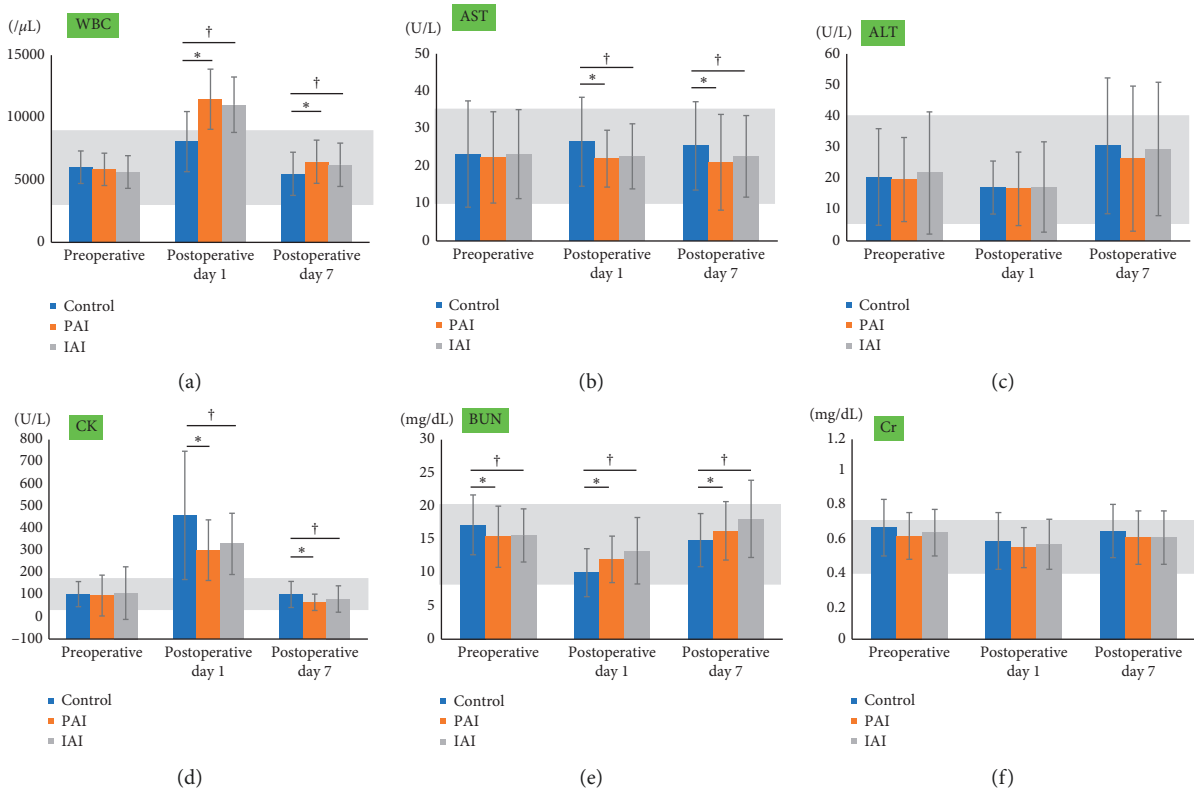 (/μL)
WBC
15000
10000
5000
0
†
*
†
*
Preoperative
Postoperative
day 1
Postoperative
day 7
Control
PAI
IAI
(a)
(U/L)
AST
50
40
30
20
10
0
†
*
†
*
Preoperative
Postoperative
day 1
Postoperative
day 7
Control
PAI
IAI
(b)
(U/L)
ALT
60
50
40
30
20
10
0
Preoperative
Postoperative
day 1
Postoperative
day 7
Control
PAI
IAI
(c)
(U/L)
CK
800
700
600
500
400
300
200
100
0
–100
†
*
†
*
Preoperative
Postoperative
day 1
Postoperative
day 7
Control
PAI
IAI
(d)
(mg/dL)
BUN
30
25
20
15
10
5
0
†
*
†
*
†
*
Preoperative
Postoperative
day 1
Postoperative
day 7
Control
PAI
IAI
(e)
(mg/dL)
Cr
1.2
1
0.8
0.6
0.4
0.2
0
Preoperative
Postoperative
day 1
Postoperative
day 7
Control
PAI
IAI
(f)